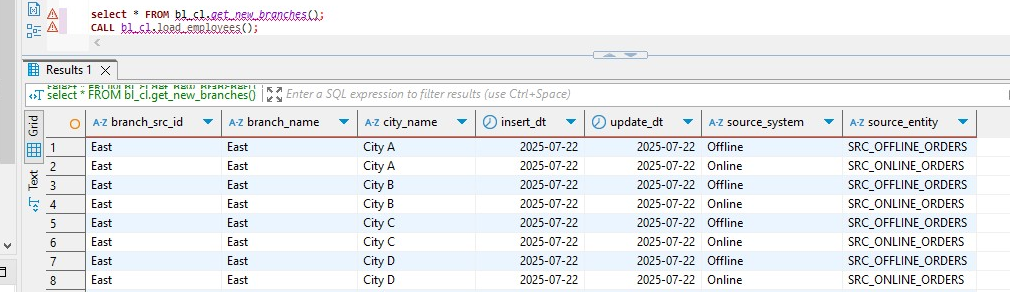 select * FROM bl_cl.get_new_branches();
CALL bl_cl.load_employees();
Results 1
select * FROM bl_cl.get_new_branches()
Enter a SQL expression to filter results (use Ctrl+Space)
Grid
Text
A-Z branch_src_id A-Z branch_name A-Z city_name insert_dt update_dt A-Z source_system A-Z source_entity
1 East East City A 2025-07-22 2025-07-22 Offline SRC_OFFLINE_ORDERS
2 East East City A 2025-07-22 2025-07-22 Online SRC_ONLINE_ORDERS
3 East East City B 2025-07-22 2025-07-22 Offline SRC_OFFLINE_ORDERS
4 East East City B 2025-07-22 2025-07-22 Online SRC_ONLINE_ORDERS
5 East East City C 2025-07-22 2025-07-22 Offline SRC_OFFLINE_ORDERS
6 East East City C 2025-07-22 2025-07-22 Online SRC_ONLINE_ORDERS
7 East East City D 2025-07-22 2025-07-22 Offline SRC_OFFLINE_ORDERS
8 East East City D 2025-07-22 2025-07-22 Online SRC_ONLINE_ORDERS